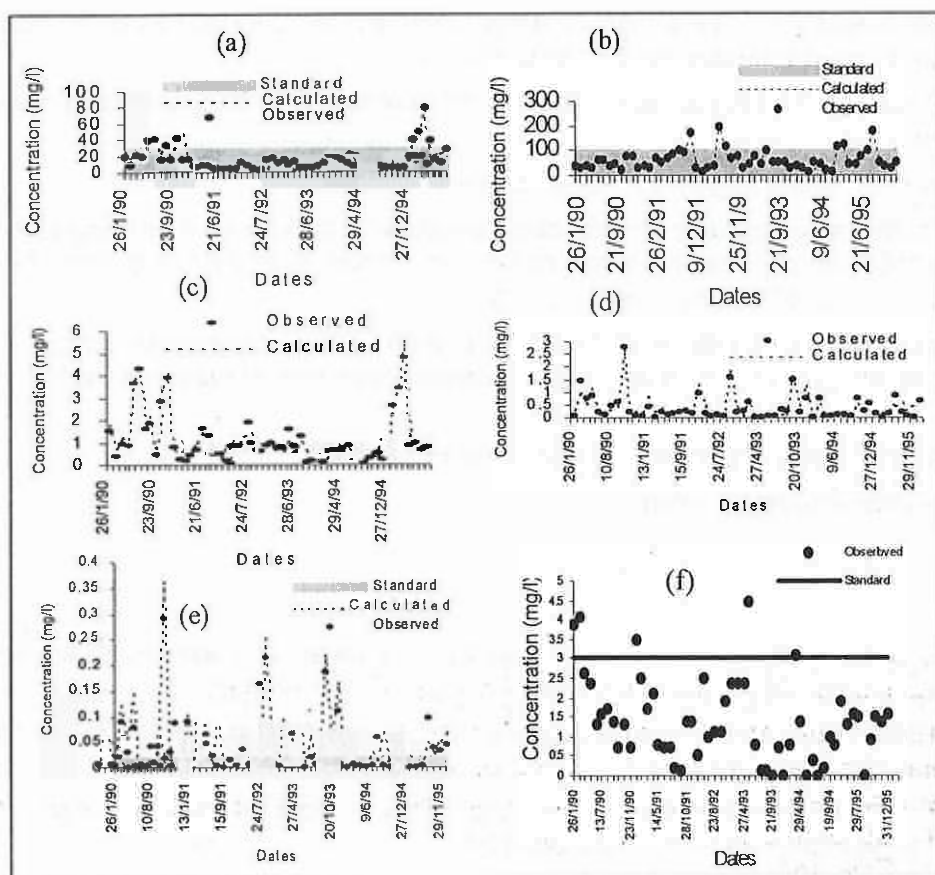 (a)
Standard
Calculated
Observed
Concentration (mg/l)
100
80
60
40
20
0
26/1/90
23/9/90
21/6/91
24/7/92
28/6/93
29/4/94
27/12/94
Dates
(b)
Standard
Calculated
Observed
Concentration (mg/l)
300
200
100
0
26/1/90
21/9/90
26/2/91
9/12/91
25/11/9
21/9/93
9/6/94
21/6/95
Dates
(c)
Observed
Calculated
Concentration (mg/l)
6
5
4
3
2
1
0
26/1/90
23/9/90
21/6/91
24/7/92
28/6/93
29/4/94
27/12/94
Dates
(d)
Observed
Calculated
Concentration (mg/l)
1.5
0.5
0
26/1/90
10/8/90
13/1/91
15/9/91
24/7/92
27/4/93
20/10/93
9/6/94
27/12/94
29/11/95
Dates
(e)
Standard
Calculated
Observed
Concentration (mg/l)
0.4
0.35
0.3
0.25
0.2
0.15
0.1
0.05
0
26/1/90
10/8/90
13/1/91
15/9/91
24/7/92
27/4/93
20/10/93
9/6/94
27/12/94
29/11/95
Dates
(f)
Obserbved
Standard
Concentration (mg/l)
5
4
3
0
26/1/90
13/7/90
23/11/90
14/5/91
28/10/91
23/8/92
27/4/93
21/9/93
29/4/94
19/9/94
29/7/95
31/12/95
Dates